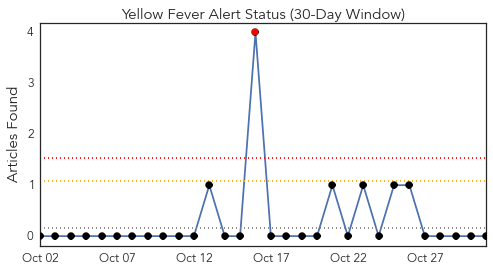 Yellow Fever Alert Status (30-Day Window)
Articles Found
4
3
2
1
0
Oct 02 Oct 07 Oct 12 Oct 17 Oct 22 Oct 27